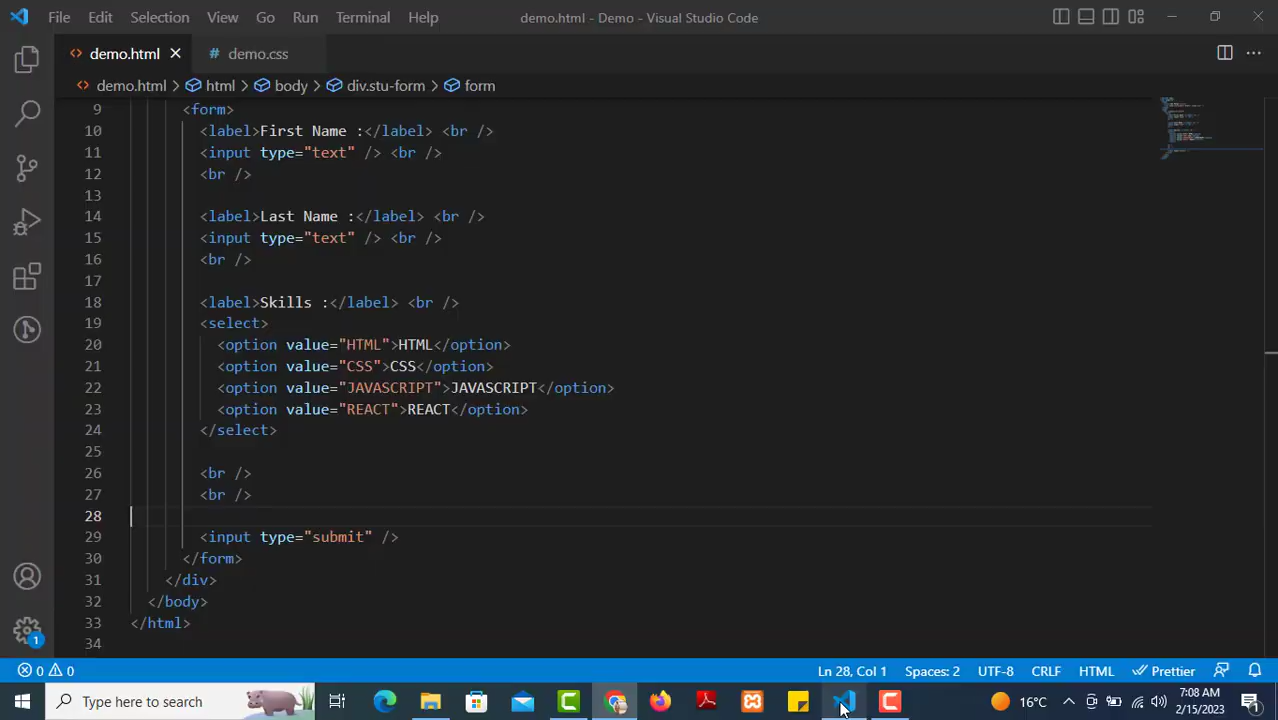 File Edit Selection View Go Run Terminal Help demo.html - Demo - Visual Studio Code
demo.html demo.css
demo.html > html > body > div.stu-form > form
9 <form>
10 <label>First Name :</label> <br />
11 <input type="text" /> <br />
12 <br />
13
14 <label>Last Name :</label> <br />
15 <input type="text" /> <br />
16 <br />
17
18 <label>Skills :</label> <br />
19 <select>
20 <option value="HTML">HTML</option>
21 <option value="CSS">CSS</option>
22 <option value="JAVASCRIPT">JAVASCRIPT</option>
23 <option value="REACT">REACT</option>
24 </select>
25
26 <br />
27 <br />
28
29 <input type="submit" />
30 </form>
31 </div>
32 </body>
33 </html>
34
1
0 0 Ln 28, Col 1 Spaces: 2 UTF-8 CRLF HTML Prettier
Type here to search 16°C 7:08 AM
2/15/2023 1